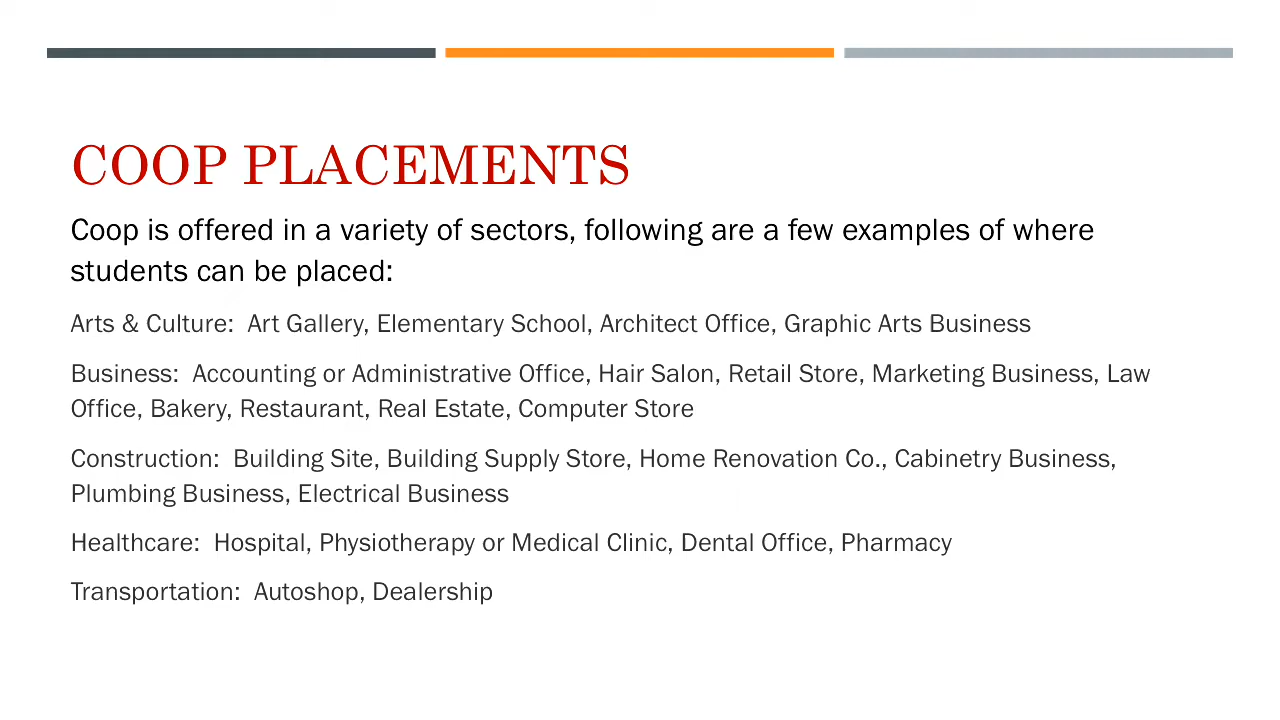 COOP PLACEMENTS
Coop is offered in a variety of sectors, following are a few examples of where
students can be placed:
Arts & Culture:  Art Gallery, Elementary School, Architect Office, Graphic Arts Business
Business:  Accounting or Administrative Office, Hair Salon, Retail Store, Marketing Business, Law
Office, Bakery, Restaurant, Real Estate, Computer Store
Construction:  Building Site, Building Supply Store, Home Renovation Co., Cabinetry Business,
Plumbing Business, Electrical Business
Healthcare:  Hospital, Physiotherapy or Medical Clinic, Dental Office, Pharmacy
Transportation:  Autoshop, Dealership